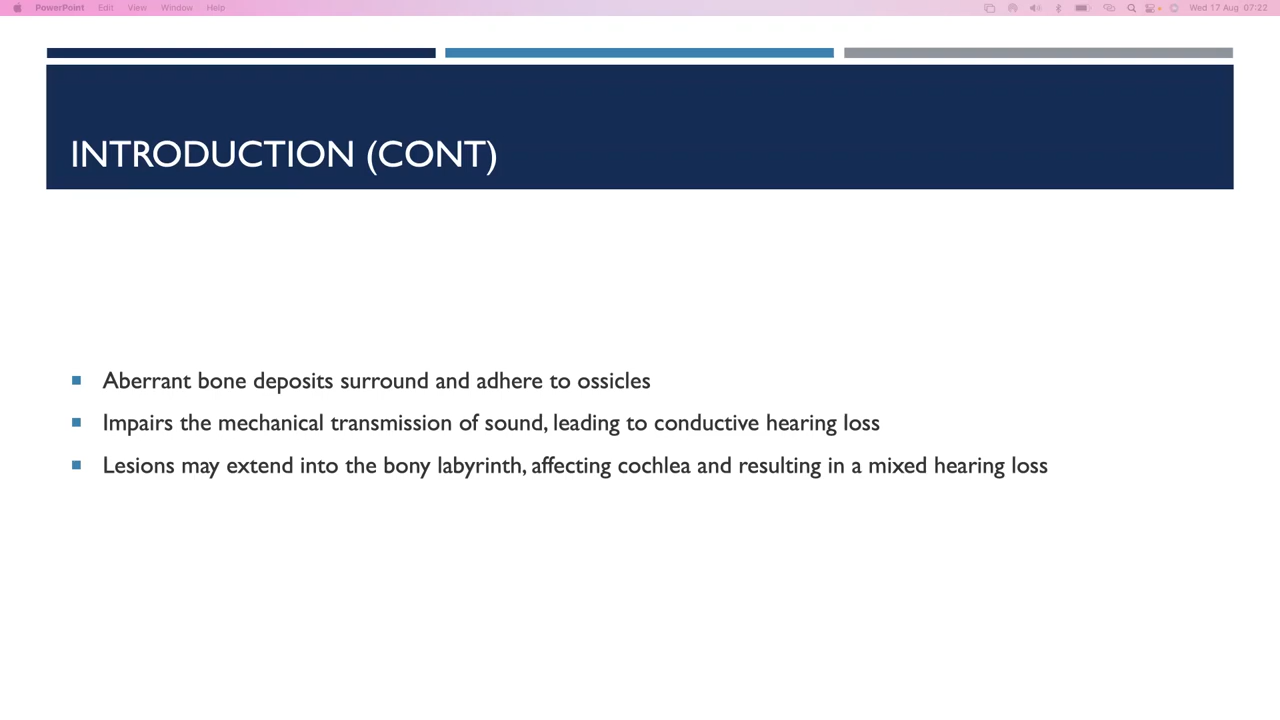 PowerPoint Edit View Window Help Wed 17 Aug 07:22
INTRODUCTION (CONT)
Aberrant bone deposits surround and adhere to ossicles
Impairs the mechanical transmission of sound, leading to conductive hearing loss
Lesions may extend into the bony labyrinth, affecting cochlea and resulting in a mixed hearing loss